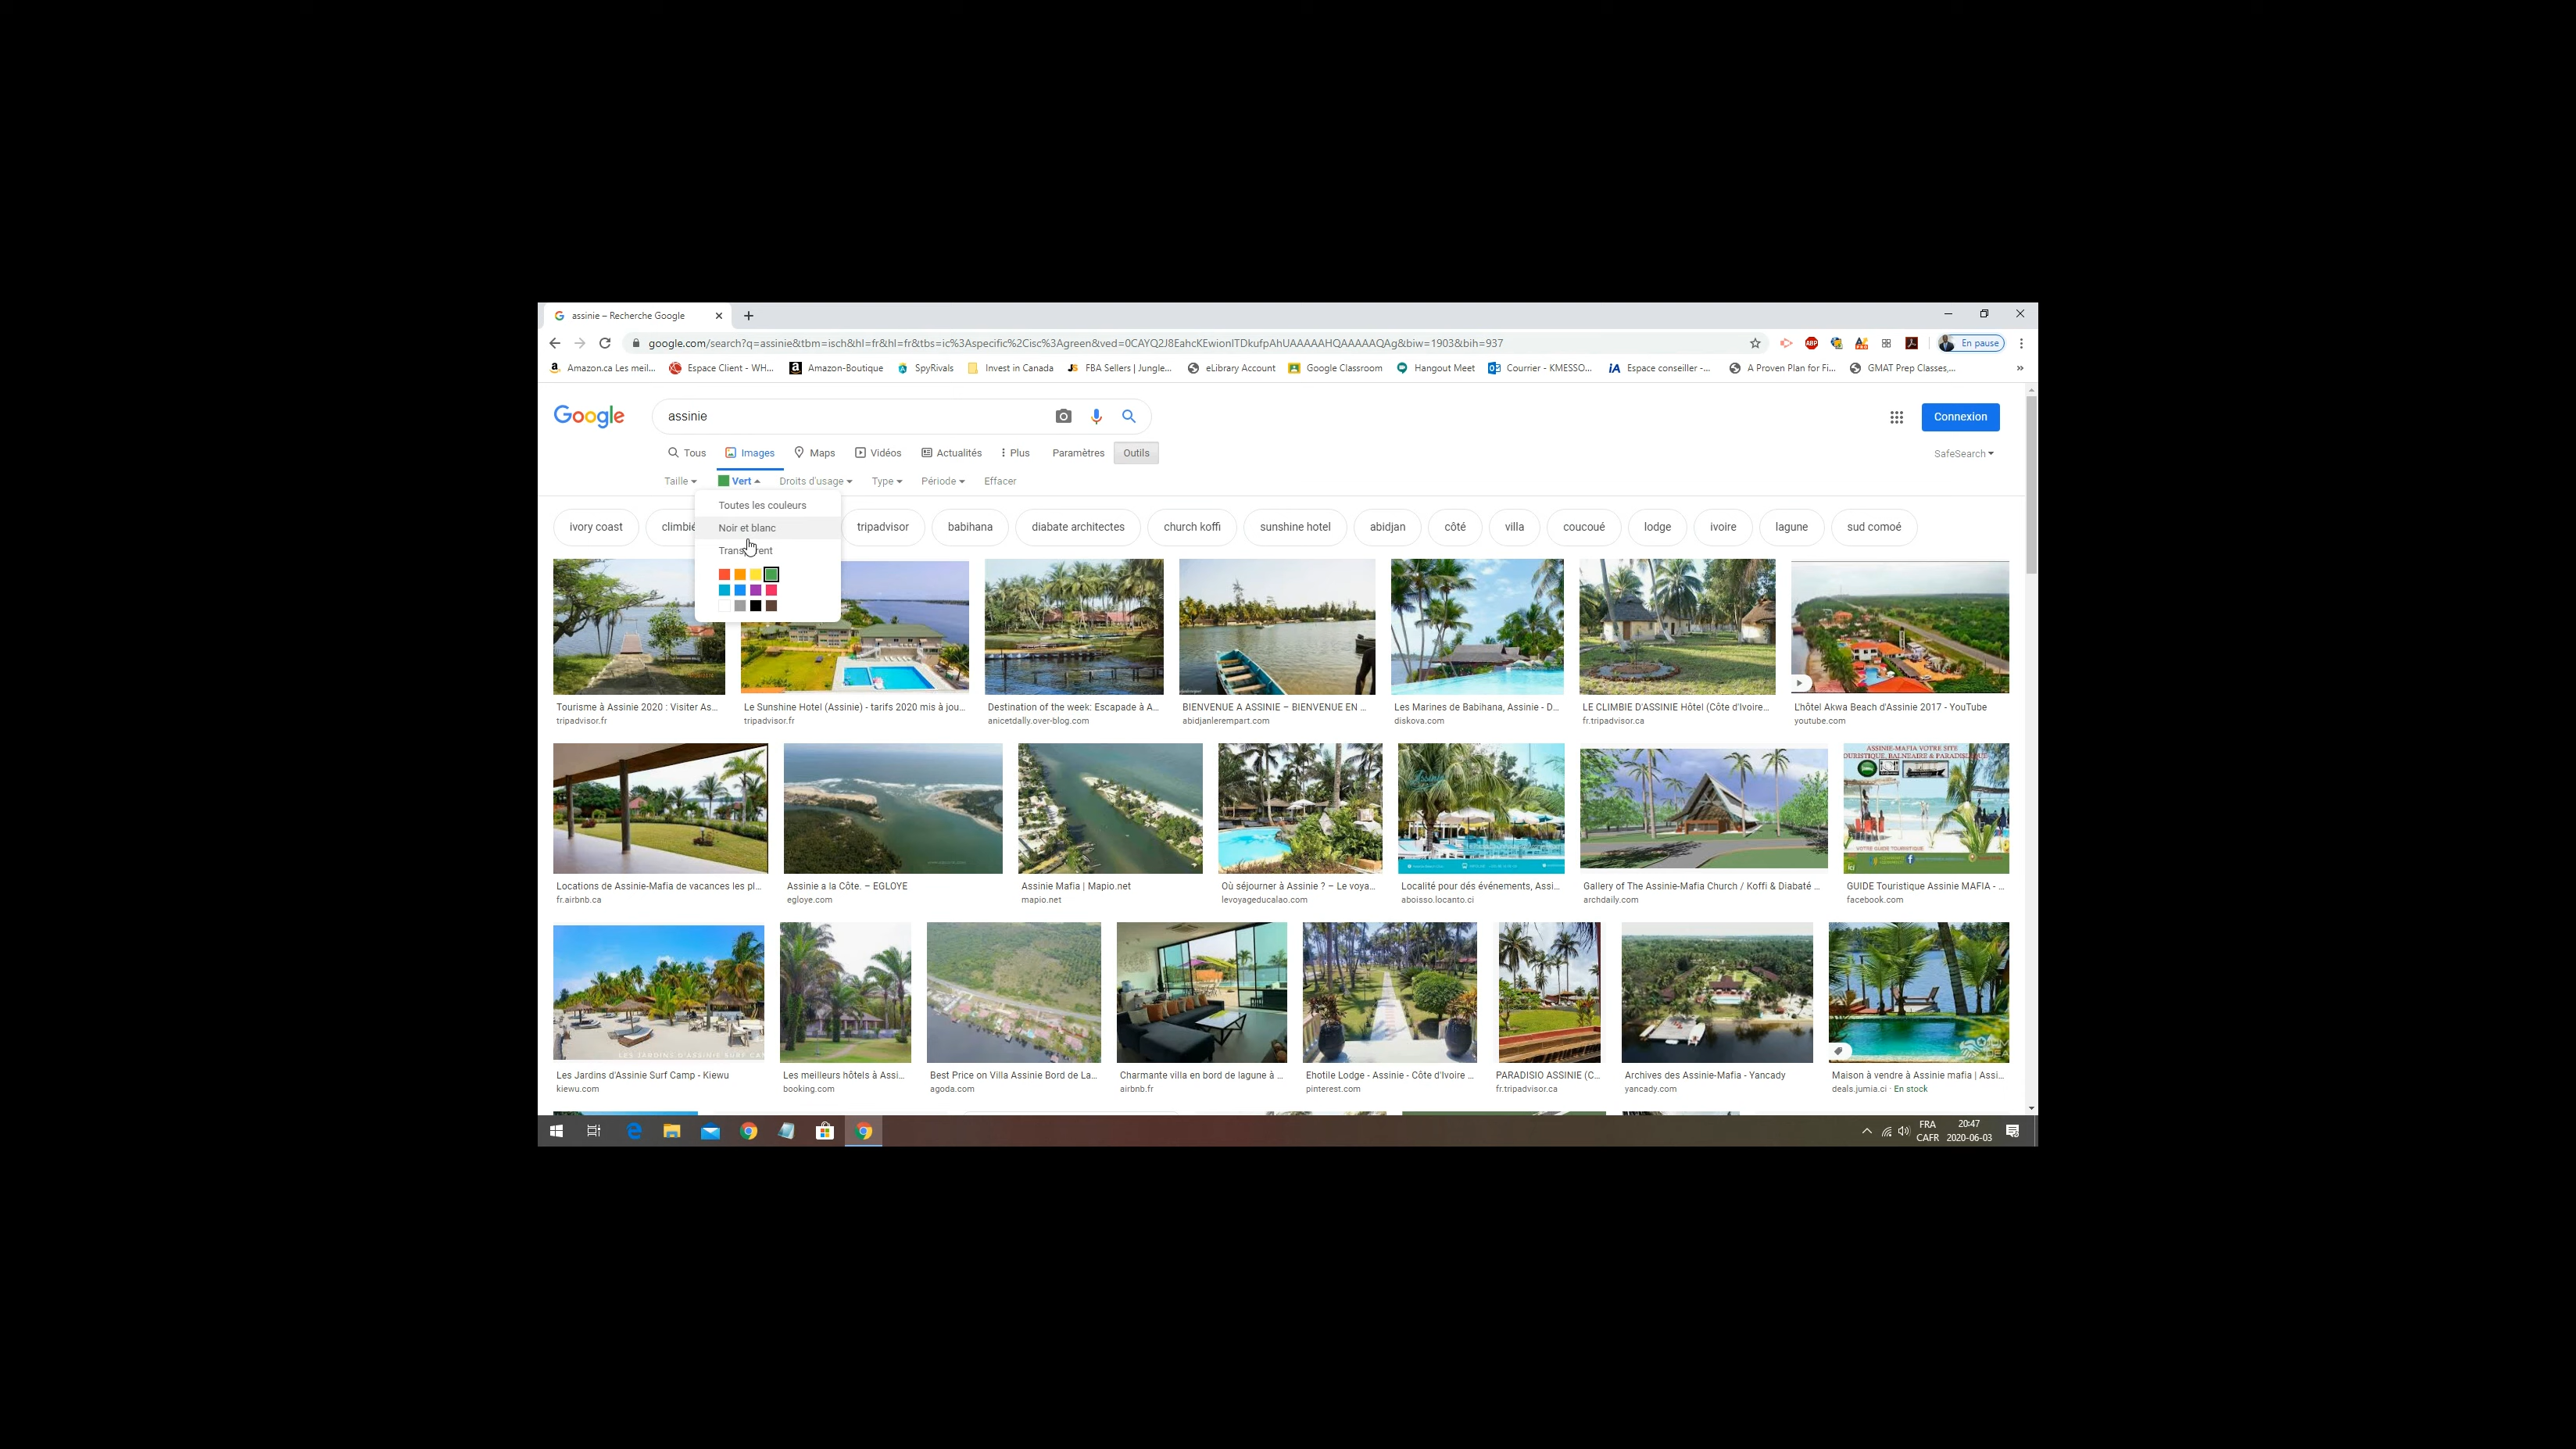 assinie – Recherche Google
google.com/search?q=assinie&tbm=isch&hl=fr&hl=fr&tbs=ic%3Aspecific%2Cisc%3Agreen&ved=0CAYQ2J8EahcKEwionITDkufpAhUAAAAAHQAAAAAQAg&biw=1903&bih=937
ABP
En pause
Amazon.ca Les meil... Espace Client - WH... Amazon-Boutique SpyRivals Invest in Canada FBA Sellers | Jungle... eLibrary Account Google Classroom Hangout Meet Courrier - KMESSO... Espace conseiller -... A Proven Plan for Fi... GMAT Prep Classes,... »
Google
assinie
Connexion
Tous Images Maps Vidéos Actualités Plus Paramètres Outils
SafeSearch
Taille Vert Droits d'usage Type Période Effacer
Toutes les couleurs
Noir et blanc
ivory coast climbié tripadvisor babihana diabate architectes church koffi sunshine hotel abidjan côté villa coucoué lodge ivoire lagune sud comoé
Tourisme à Assinie 2020 : Visiter As...
tripadvisor.fr
Le Sunshine Hotel (Assinie) - tarifs 2020 mis à jou...
tripadvisor.fr
Destination of the week: Escapade à A...
anicetdally.over-blog.com
BIENVENUE A ASSINIE – BIENVENUE EN ...
abidjanlerempart.com
Les Marines de Babihana, Assinie - D...
diskova.com
LE CLIMBIE D'ASSINIE Hôtel (Côte d'Ivoire...
fr.tripadvisor.ca
L'hôtel Akwa Beach d'Assinie 2017 - YouTube
youtube.com
ASSINIE-MAFIA VOTRE SITE
VOTRE GUIDE TOURISTIQUE
Locations de Assinie-Mafia de vacances les pl...
fr.airbnb.ca
Assinie a la Côte. – EGLOYE
egloye.com
Assinie Mafia | Mapio.net
mapio.net
Où séjourner à Assinie ? – Le voya...
levoyageducalao.com
Localité pour dés événements, Assi...
aboisso.locanto.ci
Gallery of The Assinie-Mafia Church / Koffi & Diabaté ...
archdaily.com
GUIDE Touristique Assinie MAFIA - ...
facebook.com
LES JARDINS D'ASSINIE SURF CA
Les Jardins d'Assinie Surf Camp - Kiewu
kiewu.com
Les meilleurs hôtels à Assi...
booking.com
Best Price on Villa Assinie Bord de La...
agoda.com
Charmante villa en bord de lagune à ...
airbnb.fr
Ehotile Lodge - Assinie - Côte d'Ivoire ...
pinterest.com
PARADISIO ASSINIE (C...
fr.tripadvisor.ca
Archives des Assinie-Mafia - Yancady
yancady.com
Maison à vendre à Assinie mafia | Assi...
deals.jumia.ci · En stock
FRA 20:47
CAFR 2020-06-03